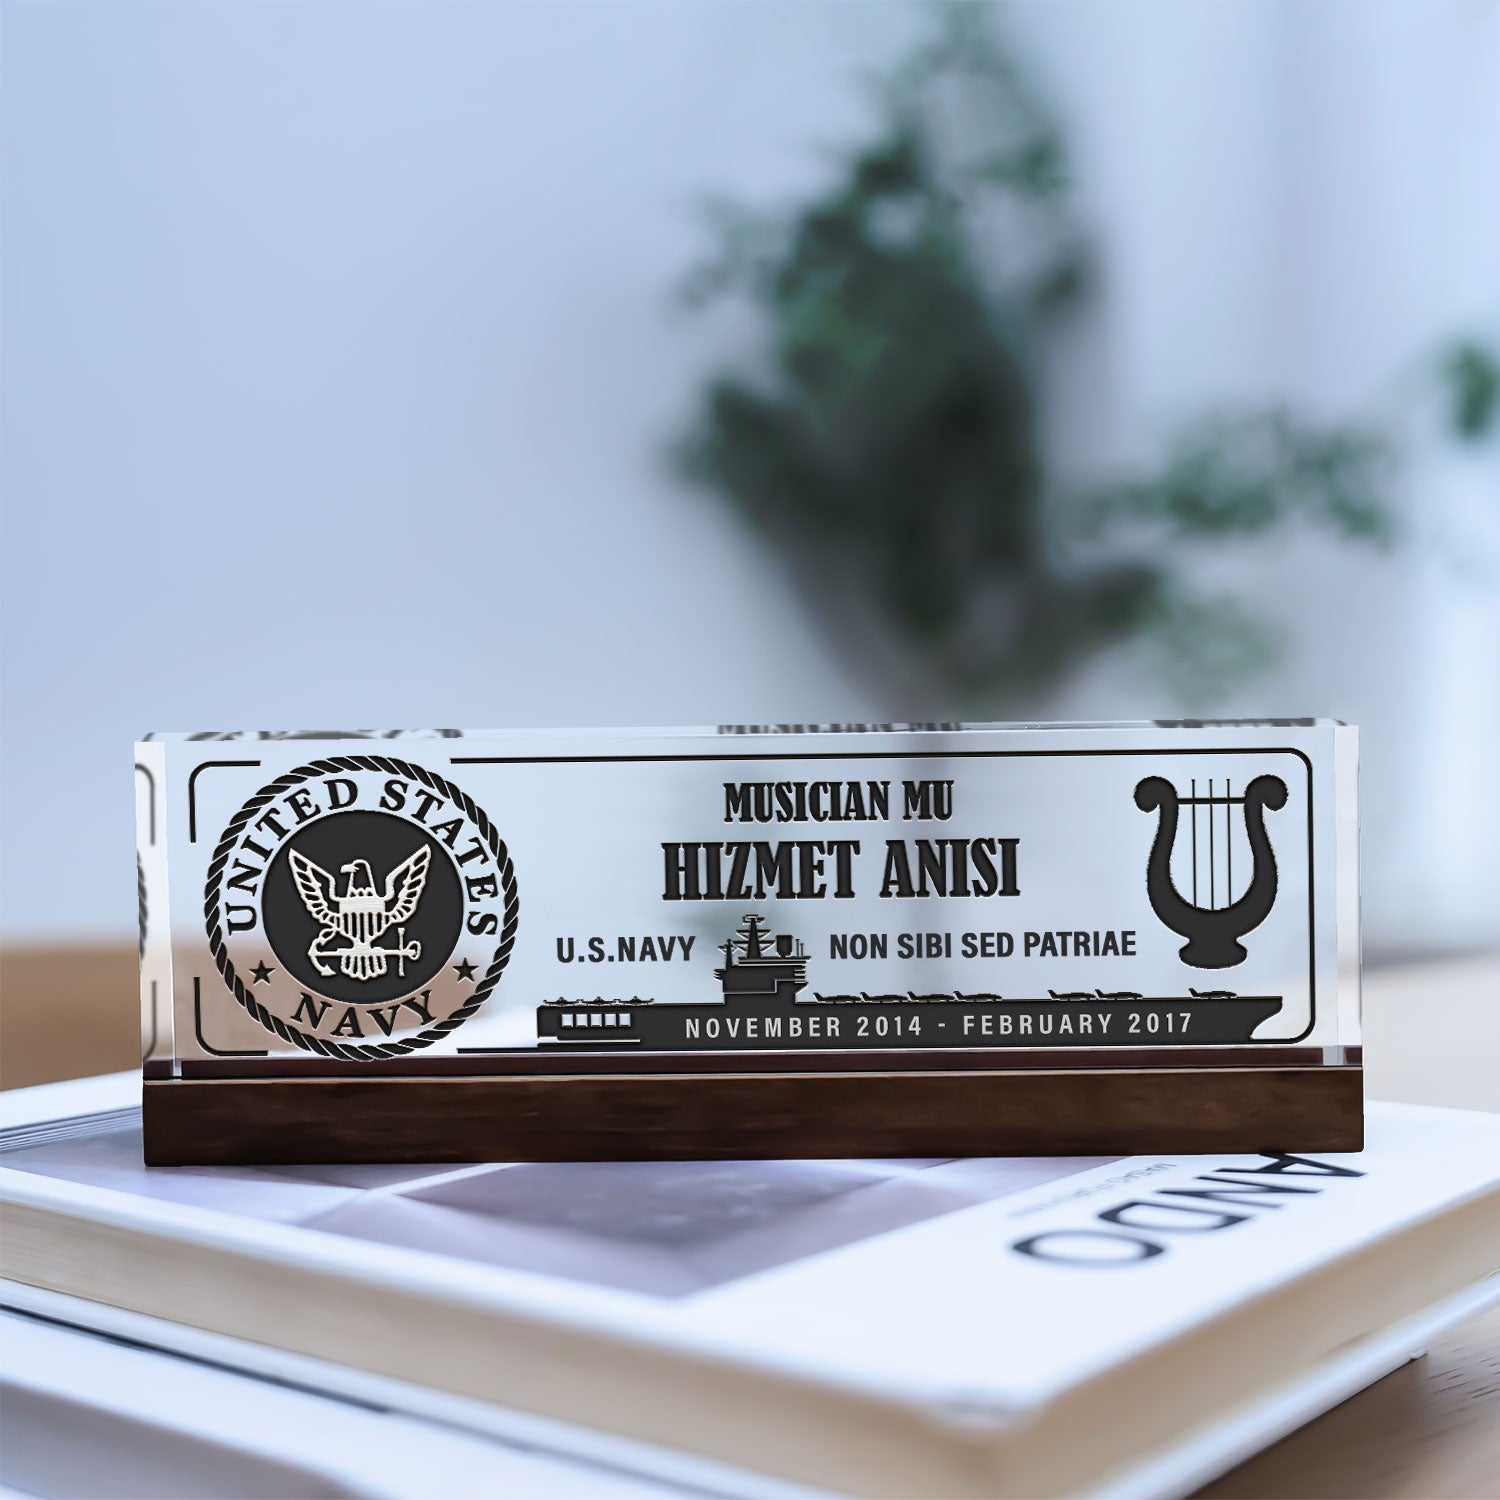 UNITED STATES
NAVY
MUSICIAN MU
HIZMET ANISI
U.S.NAVY
NON SIBI SED PATRIAE
NOVEMBER 2014 - FEBRUARY 2017
ANDO